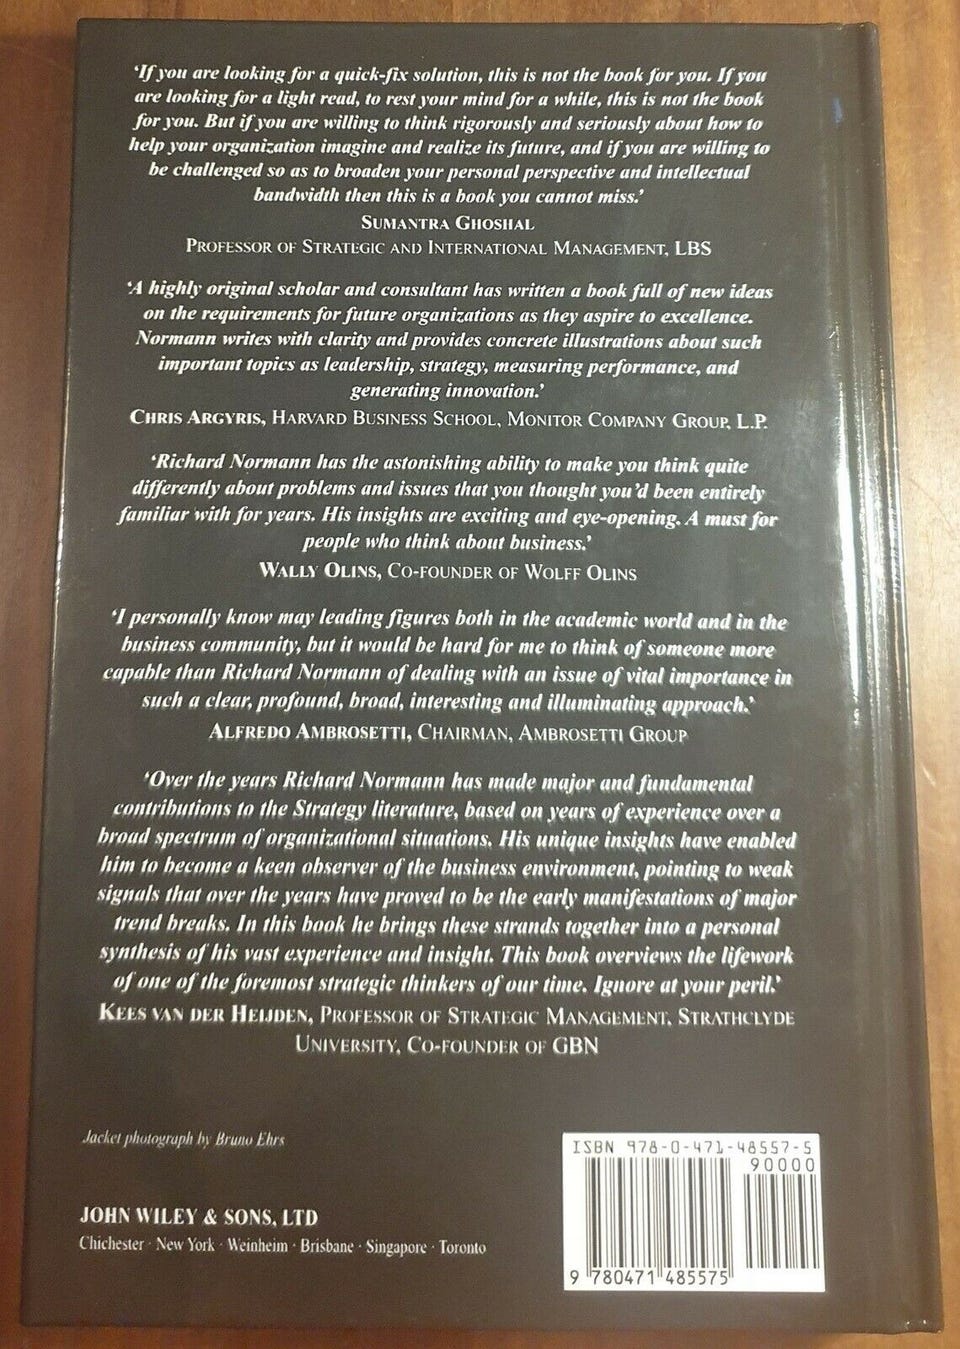 ‘If you are looking for a quick-fix solution, this is not the book for you. If you
are looking for a light read, to rest your mind for a while, this is not the book
for you. But if you are willing to think rigorously and seriously about how to
help your organization imagine and realize its future, and if you are willing to
be challenged so as to broaden your personal perspective and intellectual
bandwidth then this is a book you cannot miss.’
SUMANTRA GHOSHAL
PROFESSOR OF STRATEGIC AND INTERNATIONAL MANAGEMENT, LBS
‘A highly original scholar and consultant has written a book full of new ideas
on the requirements for future organizations as they aspire to excellence.
Normann writes with clarity and provides concrete illustrations about such
important topics as leadership, strategy, measuring performance, and
generating innovation.’
CHRIS ARGYRIS, HARVARD BUSINESS SCHOOL, MONITOR COMPANY GROUP, L.P.
‘Richard Normann has the astonishing ability to make you think quite
differently about problems and issues that you thought you’d been entirely
familiar with for years. His insights are exciting and eye-opening. A must for
people who think about business.’
WALLY OLINS, CO-FOUNDER OF WOLFF OLINS
‘I personally know may leading figures both in the academic world and in the
business community, but it would be hard for me to think of someone more
capable than Richard Normann of dealing with an issue of vital importance in
such a clear, profound, broad, interesting and illuminating approach.’
ALFREDO AMBROSETTI, CHAIRMAN, AMBROSETTI GROUP
‘Over the years Richard Normann has made major and fundamental
contributions to the Strategy literature, based on years of experience over a
broad spectrum of organizational situations. His unique insights have enabled
him to become a keen observer of the business environment, pointing to weak
signals that over the years have proved to be the early manifestations of major
trend breaks. In this book he brings these strands together into a personal
synthesis of his vast experience and insight. This book overviews the lifework
of one of the foremost strategic thinkers of our time. Ignore at your peril.’
KEES VAN DER HEIJDEN, PROFESSOR OF STRATEGIC MANAGEMENT, STRATHCLYDE
UNIVERSITY, CO-FOUNDER OF GBN
Jacket photograph by Bruno Ehrs
JOHN WILEY & SONS, LTD
Chichester · New York · Weinheim · Brisbane · Singapore · Toronto
ISBN 978-0-471-48557-5
90000
9 780471 485575